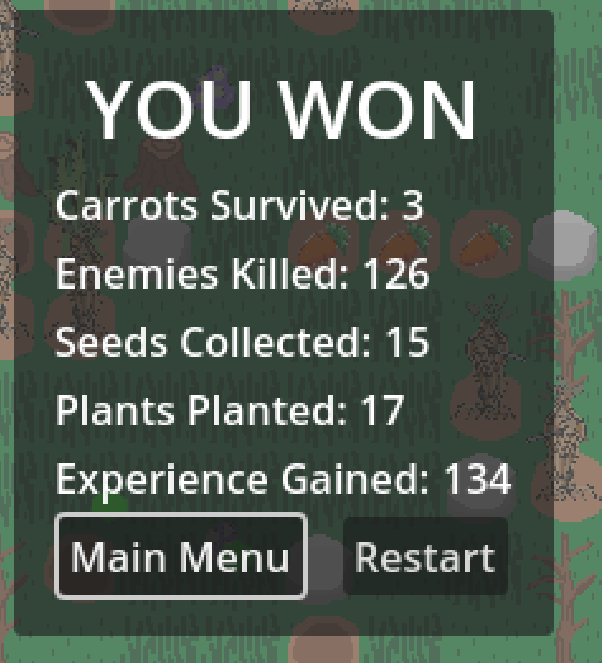 YOU WON
Carrots Survived: 3
Enemies Killed: 126
Seeds Collected: 15
Plants Planted: 17
Experience Gained: 134
Main Menu Restart